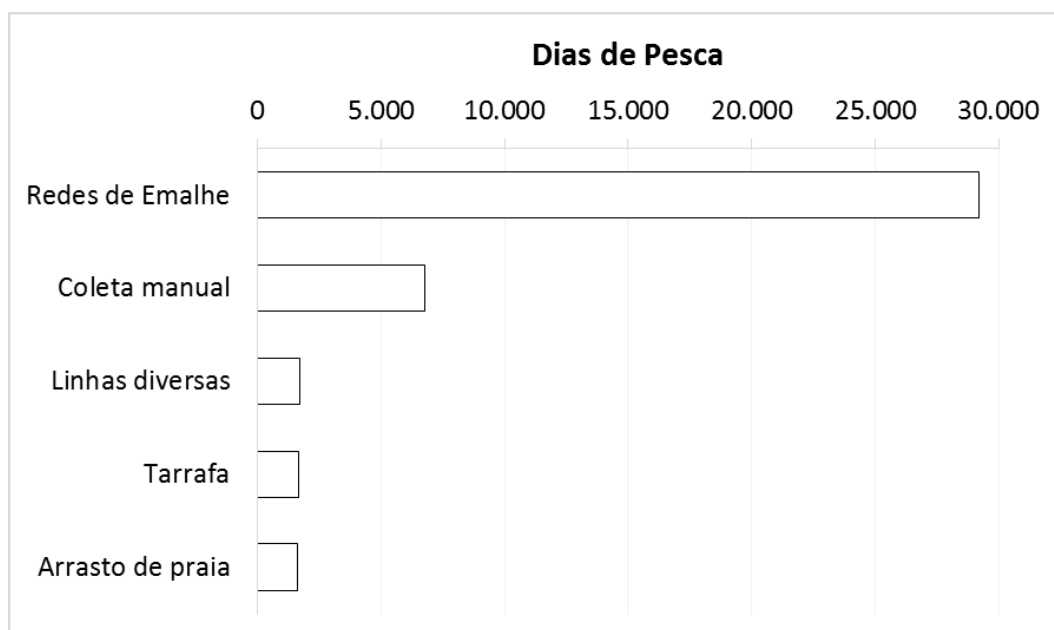 Dias de Pesca
0 5.000 10.000 15.000 20.000 25.000 30.000
Redes de Emalhe
Coleta manual
Linhas diversas
Tarrafa
Arrasto de praia